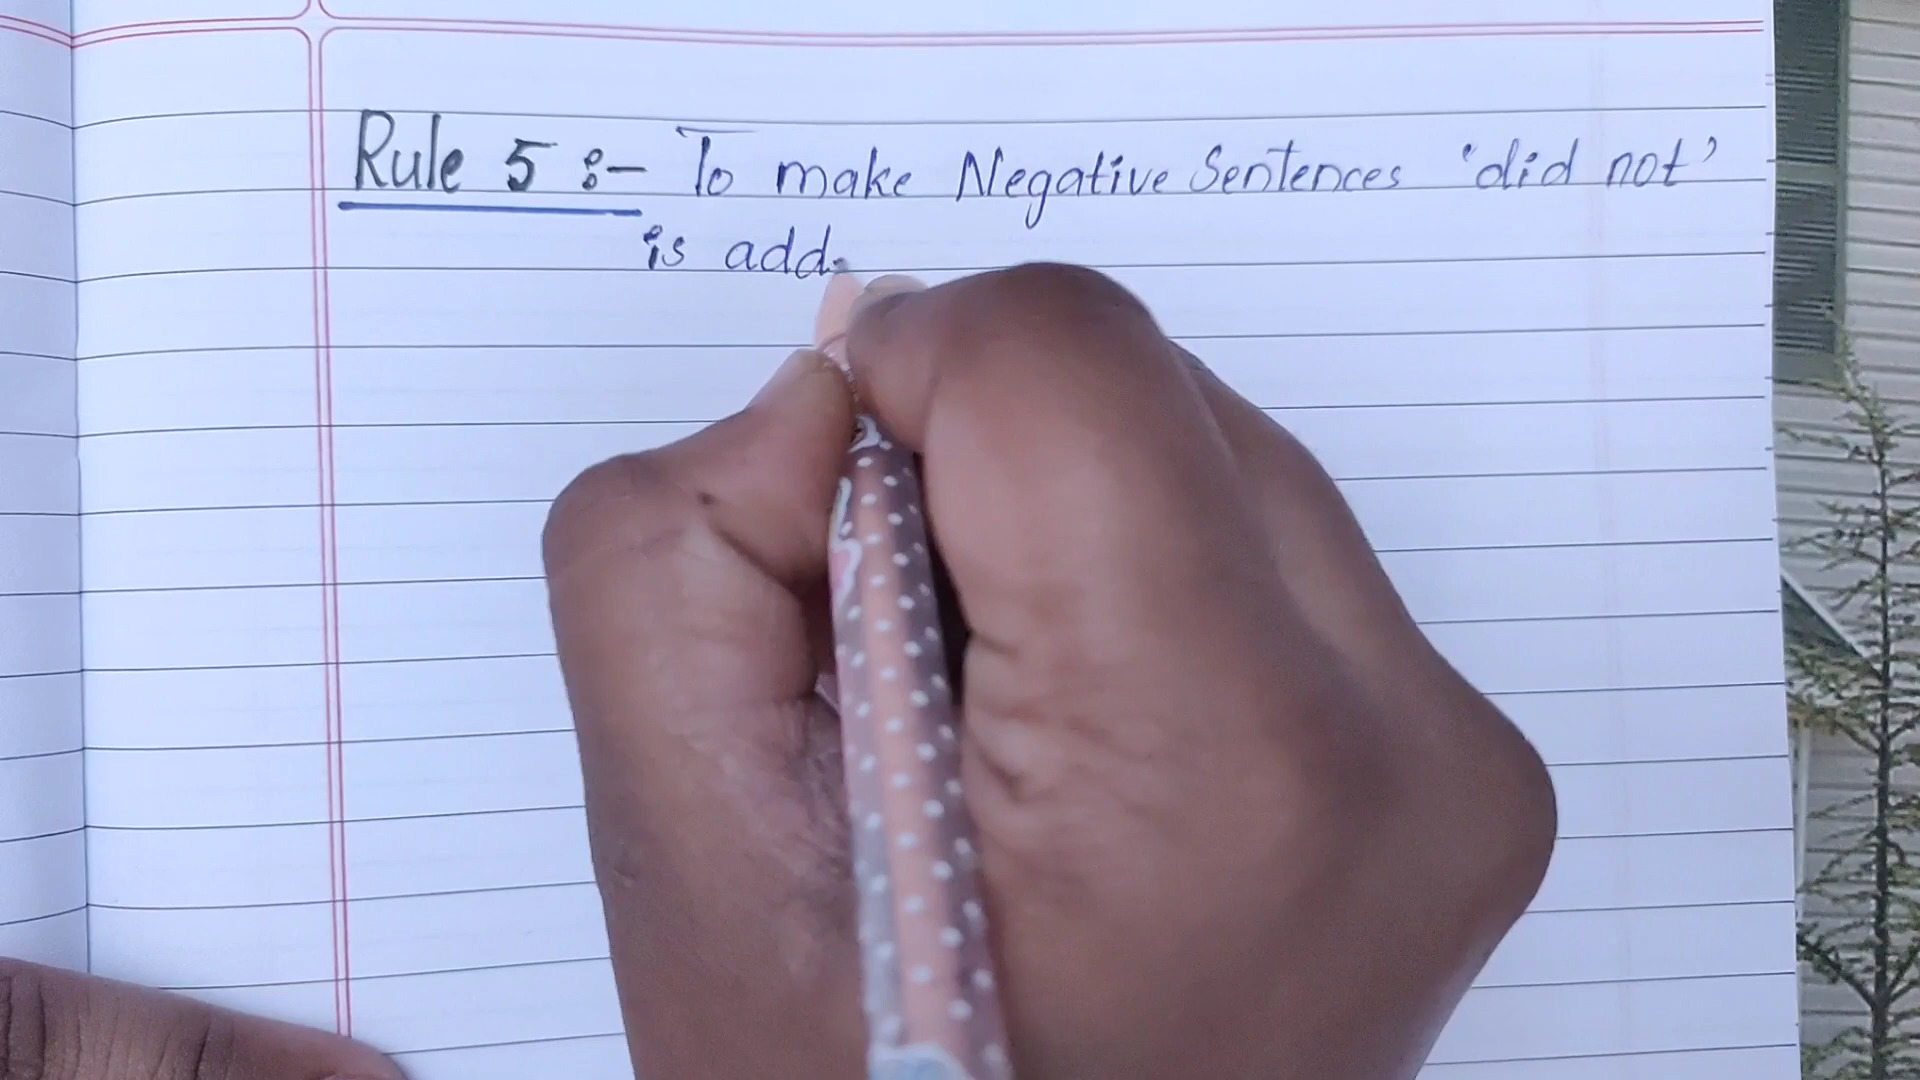 Rule 5 :- To make Negative Sentences 'did not'
is add